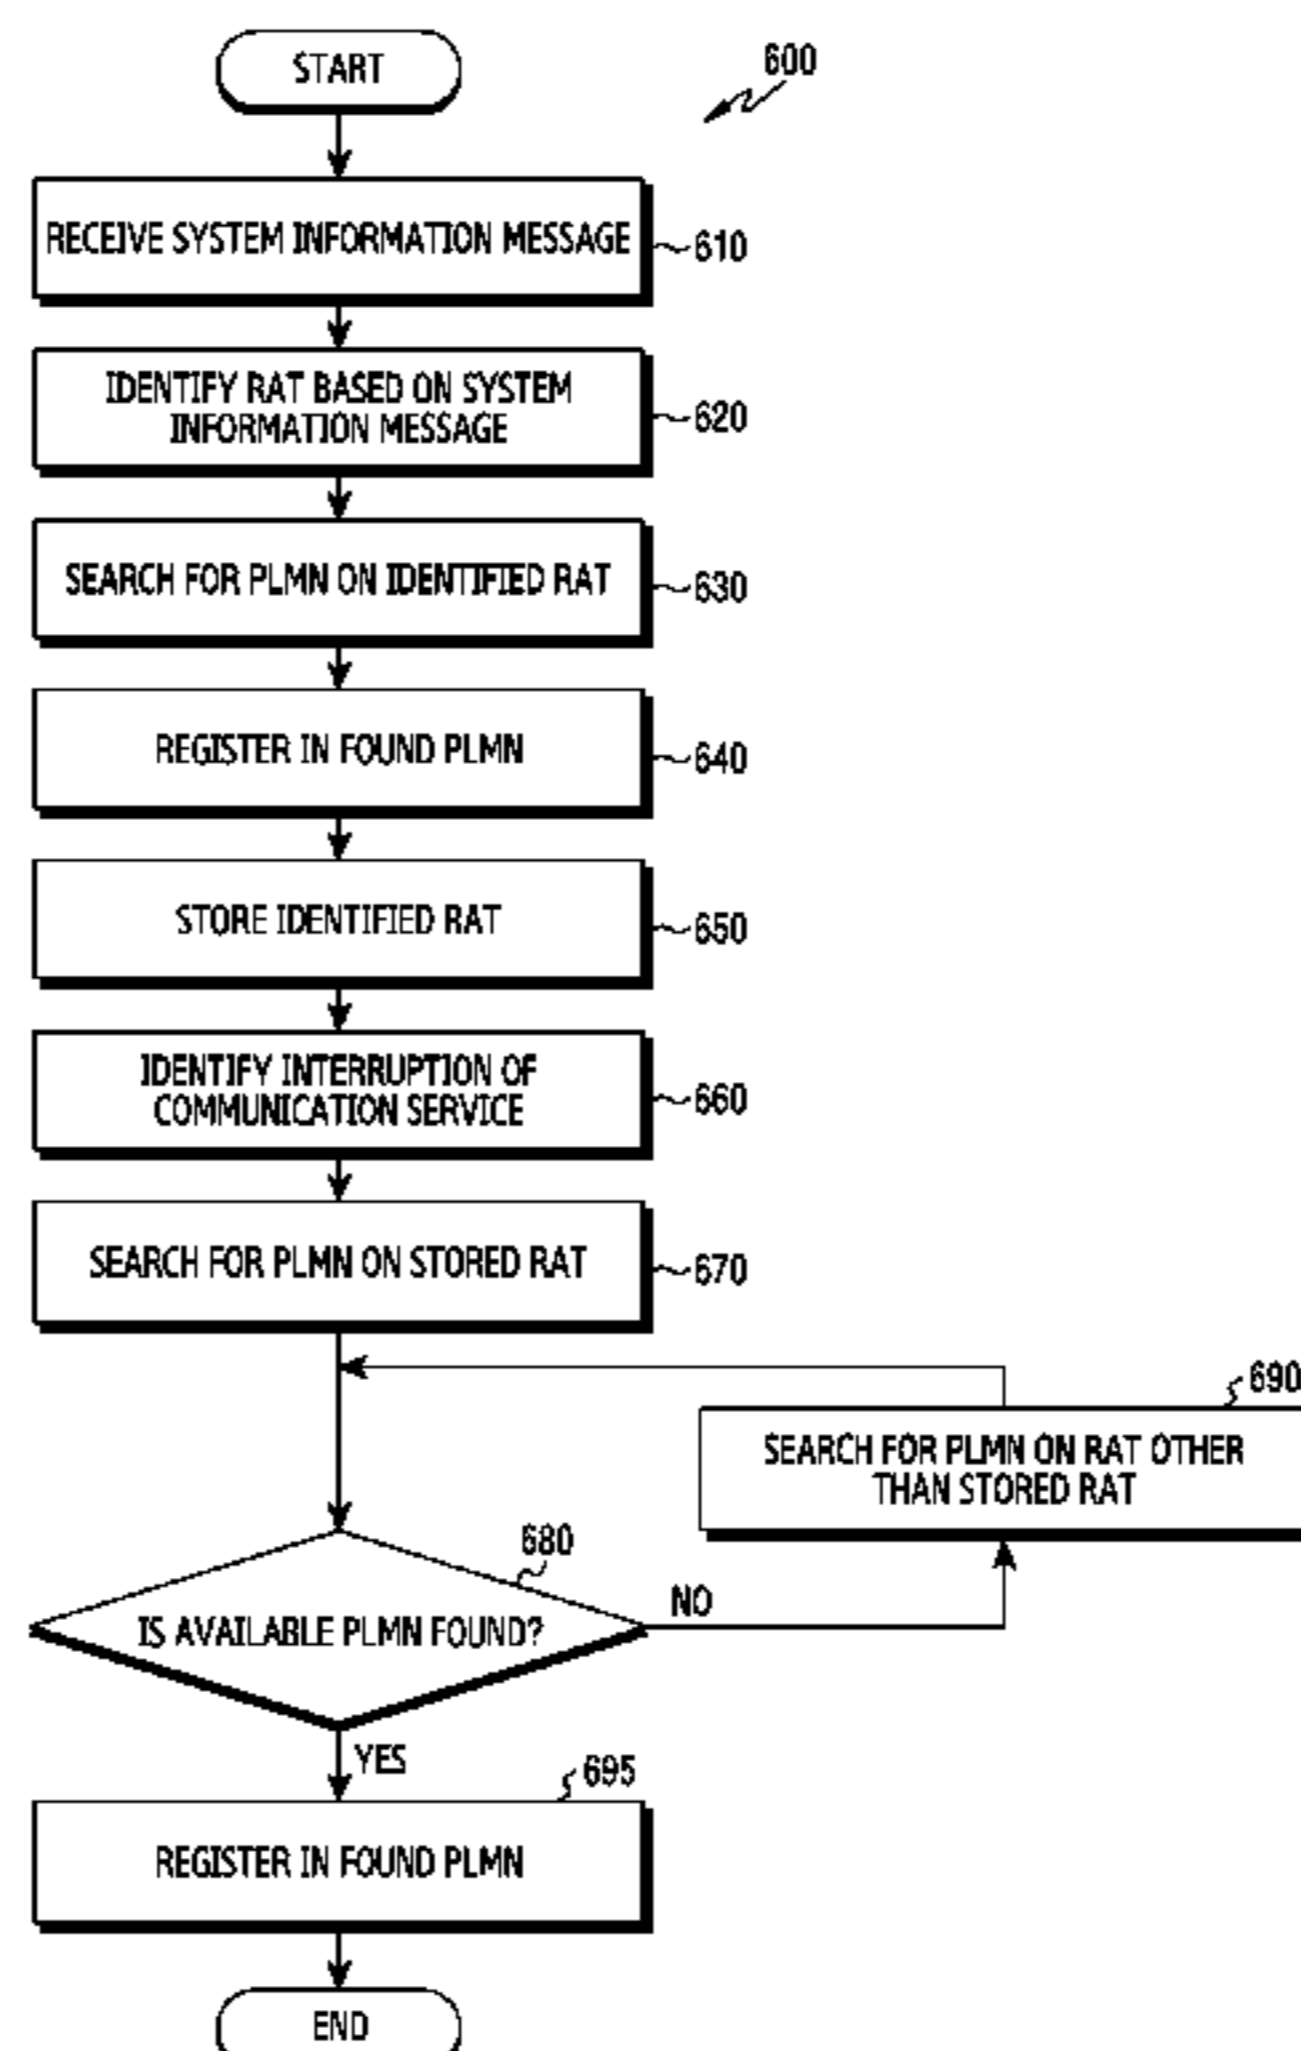 START
600
RECEIVE SYSTEM INFORMATION MESSAGE
610
IDENTIFY RAT BASED ON SYSTEM
INFORMATION MESSAGE
620
SEARCH FOR PLMN ON IDENTIFIED RAT
630
REGISTER IN FOUND PLMN
640
STORE IDENTIFIED RAT
650
IDENTIFY INTERRUPTION OF
COMMUNICATION SERVICE
660
SEARCH FOR PLMN ON STORED RAT
670
690
SEARCH FOR PLMN ON RAT OTHER
THAN STORED RAT
680
IS AVAILABLE PLMN FOUND?
NO
YES
695
REGISTER IN FOUND PLMN
END